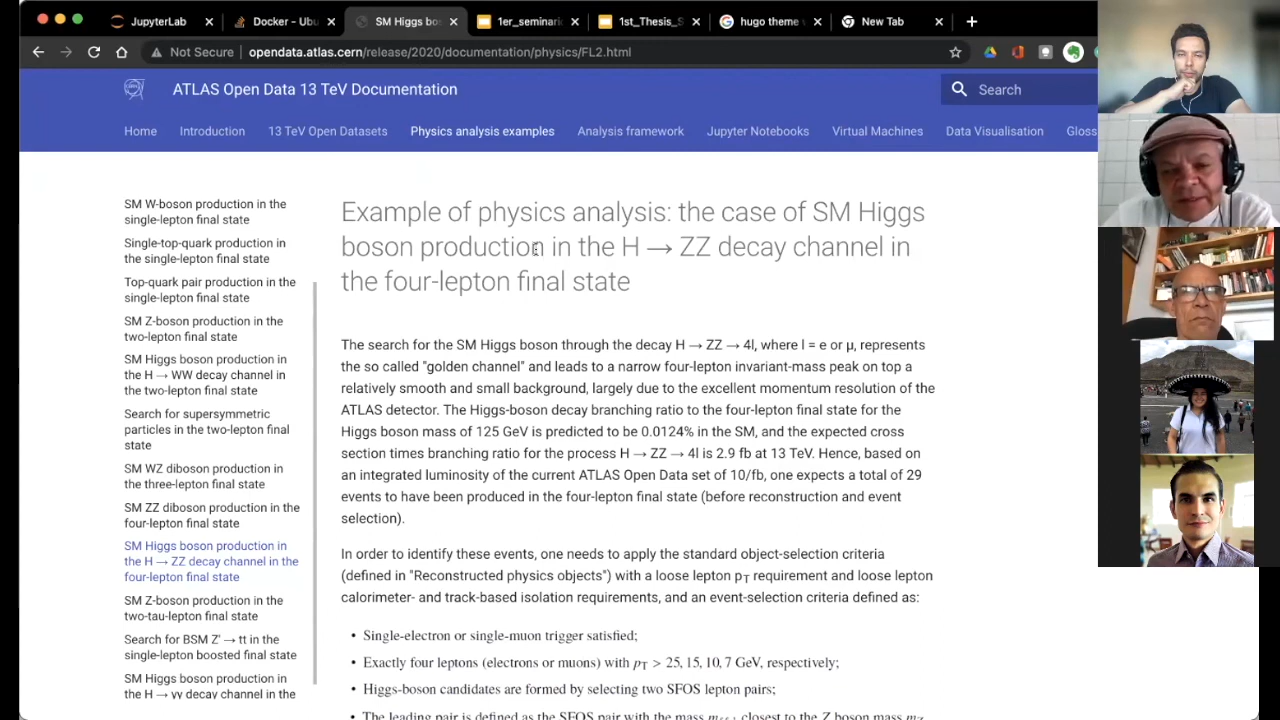 JupyterLab
Docker - Ubu
SM Higgs bos
1er_seminari
1st_Thesis_S
hugo theme
New Tab
Not Secure
opendata.atlas.cern/release/2020/documentation/physics/FL2.html
ATLAS Open Data 13 TeV Documentation
Search
Home
Introduction
13 TeV Open Datasets
Physics analysis examples
Analysis framework
Jupyter Notebooks
Virtual Machines
Data Visualisation
Gloss
SM W-boson production in the
single-lepton final state
Single-top-quark production in
the single-lepton final state
Top-quark pair production in the
single-lepton final state
SM Z-boson production in the
two-lepton final state
SM Higgs boson production in
the H → WW decay channel in
the two-lepton final state
Search for supersymmetric
particles in the two-lepton final
state
SM WZ diboson production in
the three-lepton final state
SM ZZ diboson production in the
four-lepton final state
SM Higgs boson production in
the H → ZZ decay channel in the
four-lepton final state
SM Z-boson production in the
two-tau-lepton final state
Search for BSM Z' → tt in the
single-lepton boosted final state
SM Higgs boson production in
the H → γγ decay channel in the
Example of physics analysis: the case of SM Higgs
boson production in the H → ZZ decay channel in
the four-lepton final state
The search for the SM Higgs boson through the decay H → ZZ → 4l, where l = e or μ, represents
the so called "golden channel" and leads to a narrow four-lepton invariant-mass peak on top a
relatively smooth and small background, largely due to the excellent momentum resolution of the
ATLAS detector. The Higgs-boson decay branching ratio to the four-lepton final state for the
Higgs boson mass of 125 GeV is predicted to be 0.0124% in the SM, and the expected cross
section times branching ratio for the process H → ZZ → 4l is 2.9 fb at 13 TeV. Hence, based on
an integrated luminosity of the current ATLAS Open Data set of 10/fb, one expects a total of 29
events to have been produced in the four-lepton final state (before reconstruction and event
selection).
In order to identify these events, one needs to apply the standard object-selection criteria
(defined in "Reconstructed physics objects") with a loose lepton pT requirement and loose lepton
calorimeter- and track-based isolation requirements, and an event-selection criteria defined as:
• Single-electron or single-muon trigger satisfied;
• Exactly four leptons (electrons or muons) with pT > 25, 15, 10, 7 GeV, respectively;
• Higgs-boson candidates are formed by selecting two SFOS lepton pairs;
• The leading pair is defined as the SFOS pair with the mass closest to the Z boson mass mZ